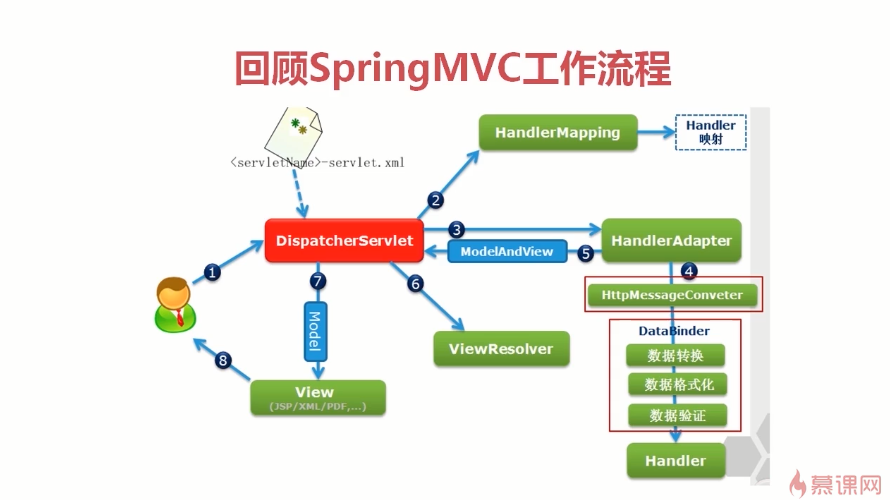 回顾SpringMVC工作流程
<servletName>-servlet.xml
HandlerMapping
Handler
映射
2
DispatcherServlet
3
HandlerAdapter
ModelAndView
5
1
7
6
4
HttpMessageConveter
Model
DataBinder
ViewResolver
数据转换
8
数据格式化
View
(JSP/XML/PDF,...)
数据验证
Handler
慕课网